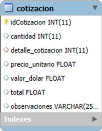 cotizacion
idCotizacion INT(11)
cantidad INT(11)
detalle_cotizacion INT(11)
precio_unitario FLOAT
valor_dolar FLOAT
total FLOAT
observaciones VARCHAR(25...
Indexes